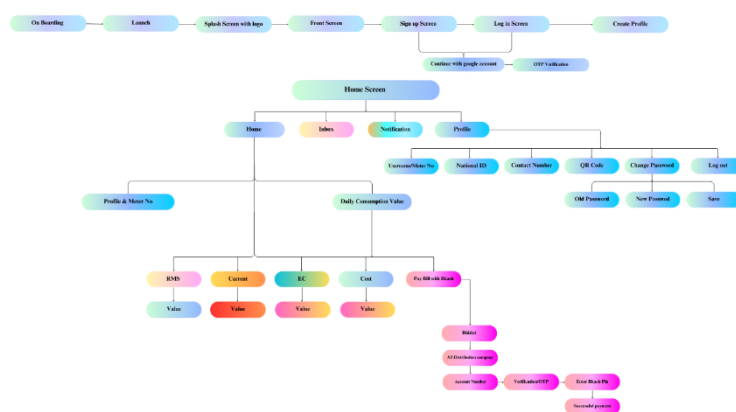 On Boarding
Launch
Splash Screen with logo
Front Screen
Sign up Screen
Log in Screen
Create Profile
Continue with google account
OTP Verification
Home Screen
Home
Inbox
Notification
Profile
Username/Meter No
National ID
Contact Number
QR Code
Change Password
Log out
Profile & Meter No
Daily Consumption Value
Old Password
New Password
Save
RMS
Current
EC
Cost
Pay Bill with Bkash
Value
Value
Value
Value
All Distribution company
Account Number
Verification/OTP
Enter Bkash Pin
Successful payment